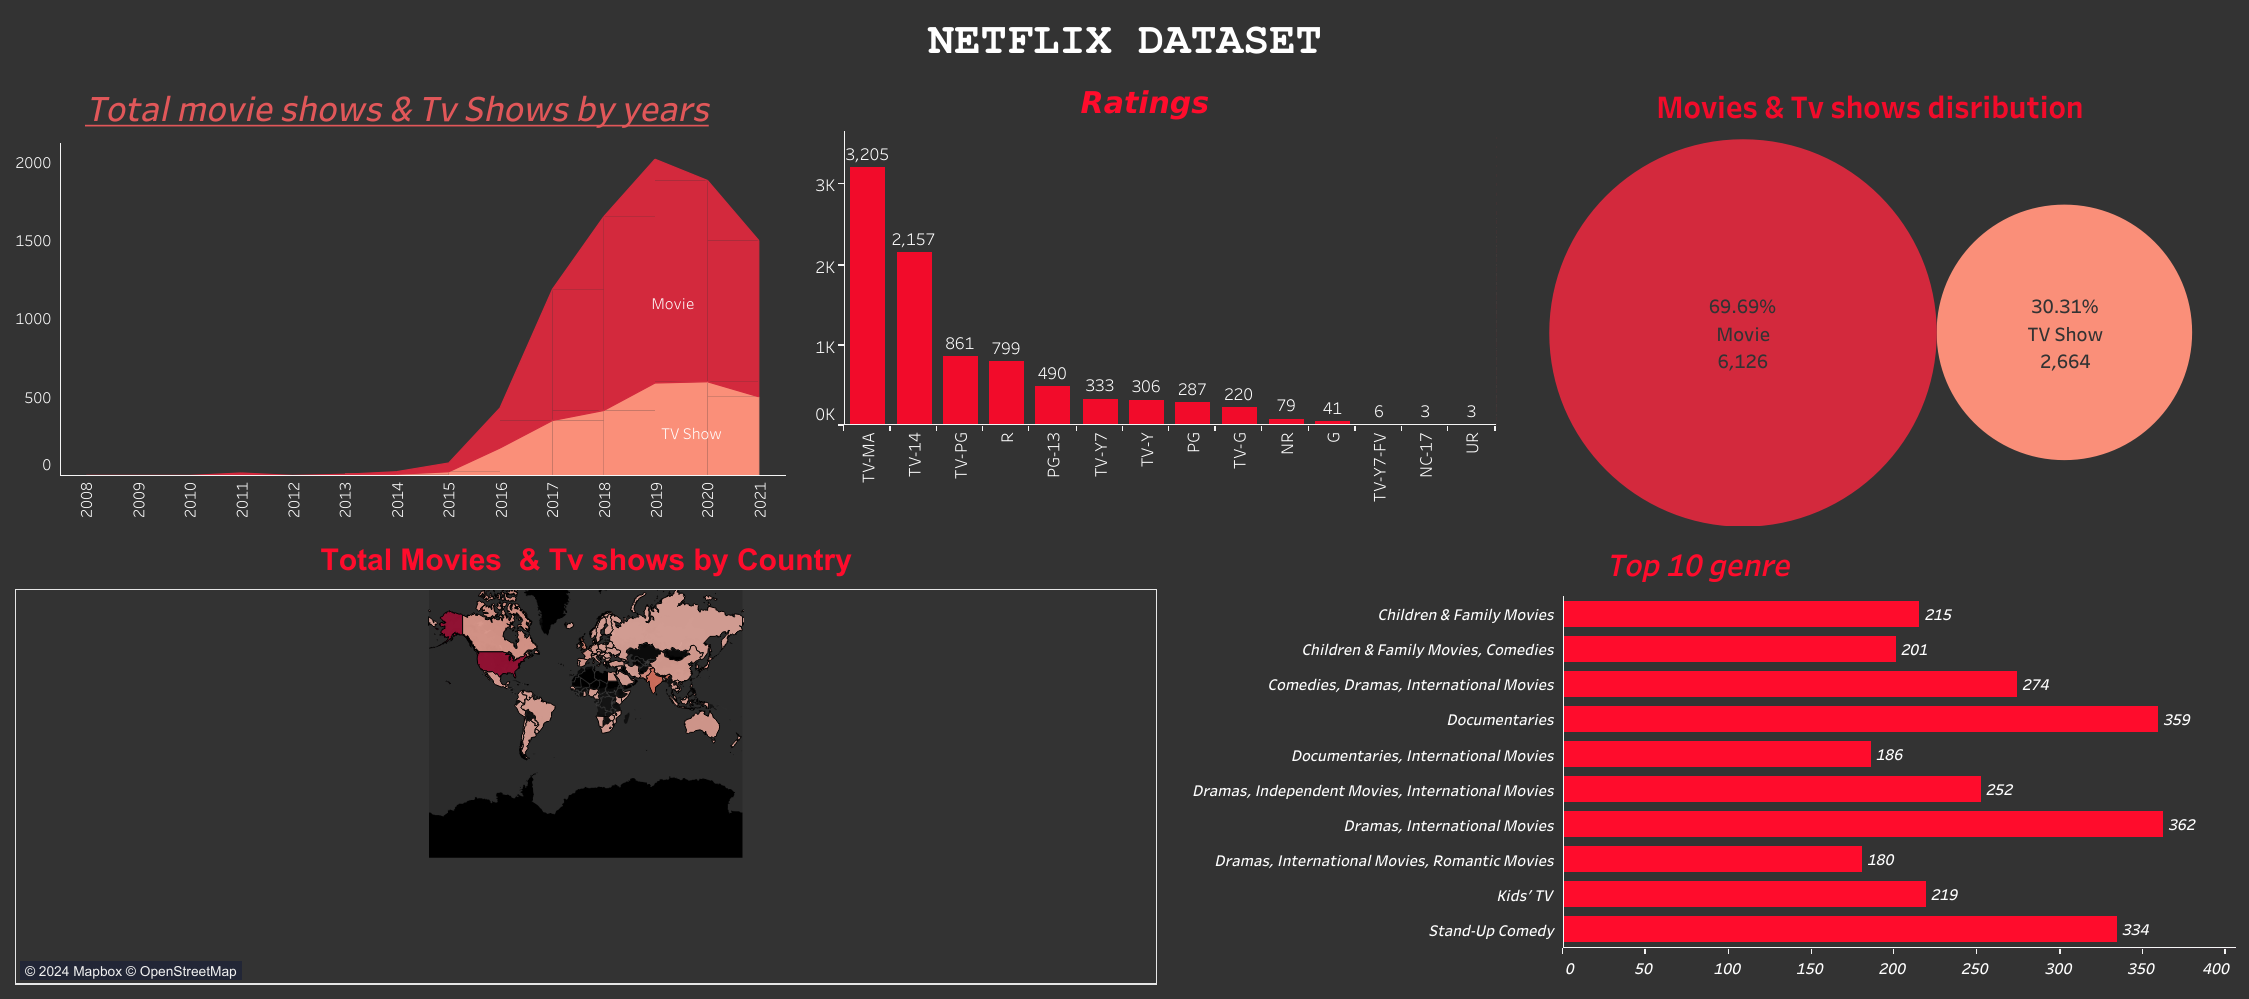 NETFLIX DATASET
Total movie shows & Tv Shows by years
2000
1500
1000
500
0
Movie
TV Show
2008
2009
2010
2011
2012
2013
2014
2015
2016
2017
2018
2019
2020
2021
Ratings
3K
2K
1K
0K
3,205
2,157
861
799
490
333
306
287
220
79
41
6
3
3
TV-MA
TV-14
TV-PG
R
PG-13
TV-Y7
TV-Y
PG
TV-G
NR
G
TV-Y7-FV
NC-17
UR
Movies & Tv shows disribution
69.69%
Movie
6,126
30.31%
TV Show
2,664
Total Movies & Tv shows by Country
© 2024 Mapbox © OpenStreetMap
Top 10 genre
Children & Family Movies 215
Children & Family Movies, Comedies 201
Comedies, Dramas, International Movies 274
Documentaries 359
Documentaries, International Movies 186
Dramas, Independent Movies, International Movies 252
Dramas, International Movies 362
Dramas, International Movies, Romantic Movies 180
Kids’ TV 219
Stand-Up Comedy 334
0 50 100 150 200 250 300 350 400